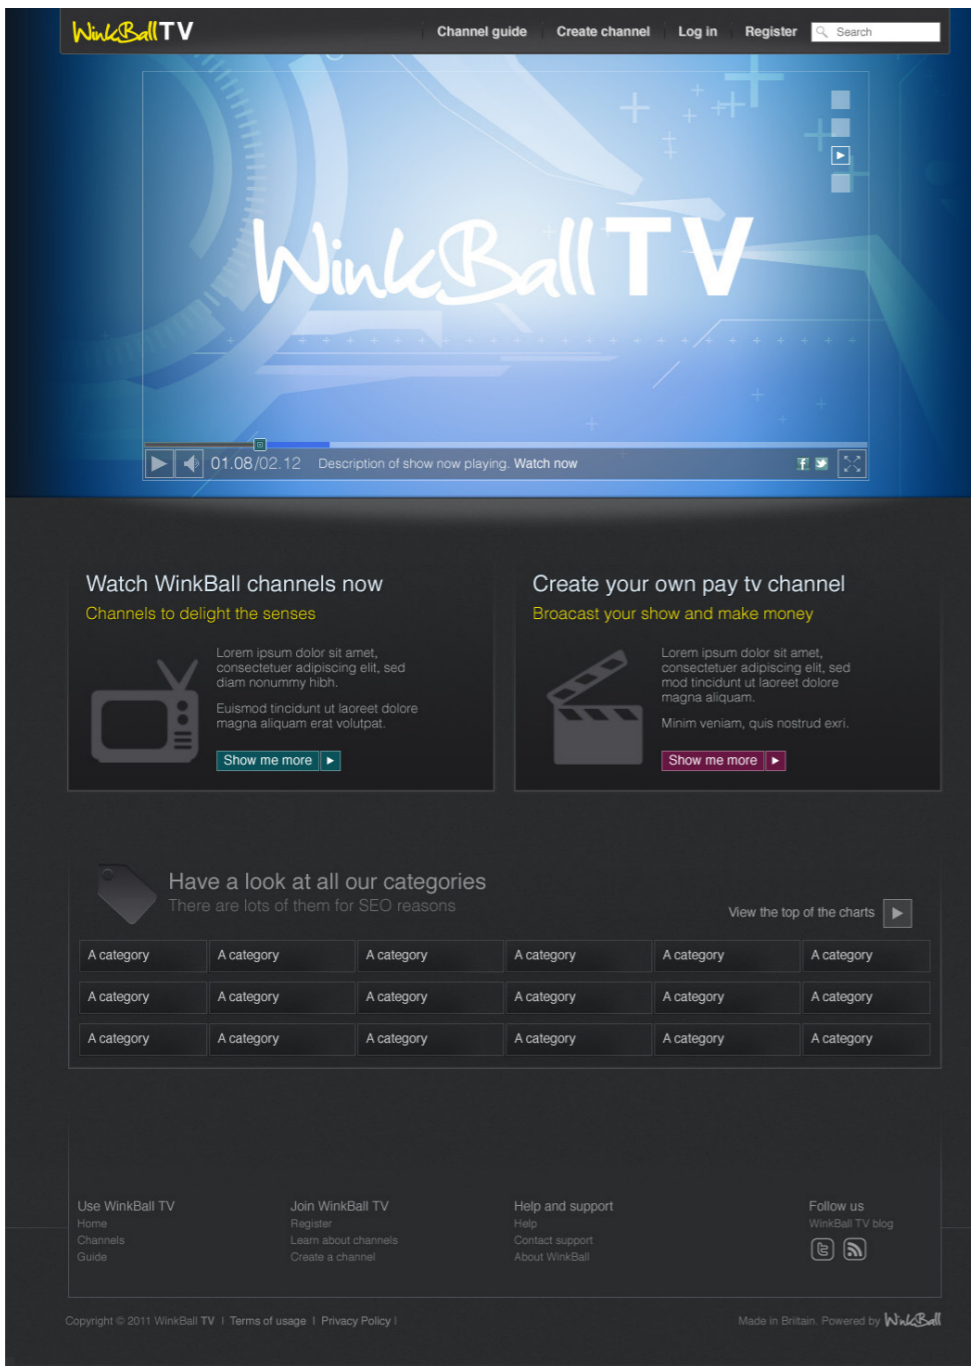 WinkBall TV
Channel guide Create channel Log in Register Search
WinkBall TV
01.08/02.12 Description of show now playing. Watch now
Watch WinkBall channels now
Channels to delight the senses
Lorem ipsum dolor sit amet,
consectetuer adipiscing elit, sed
diam nonummy hibh.
Euismod tincidunt ut laoreet dolore
magna aliquam erat volutpat.
Show me more
Create your own pay tv channel
Broacast your show and make money
Lorem ipsum dolor sit amet,
consectetuer adipiscing elit, sed
mod tincidunt ut laoreet dolore
magna aliquam.
Minim veniam, quis nostrud exri.
Show me more
Have a look at all our categories
There are lots of them for SEO reasons
View the top of the charts
A category A category A category A category A category A category
A category A category A category A category A category A category
A category A category A category A category A category A category
Use WinkBall TV
Home
Channels
Guide
Join WinkBall TV
Register
Learn about channels
Create a channel
Help and support
Help
Contact support
About WinkBall
Follow us
WinkBall TV blog
Copyright © 2011 WinkBall TV | Terms of usage | Privacy Policy |
Made in Britain. Powered by WinkBall